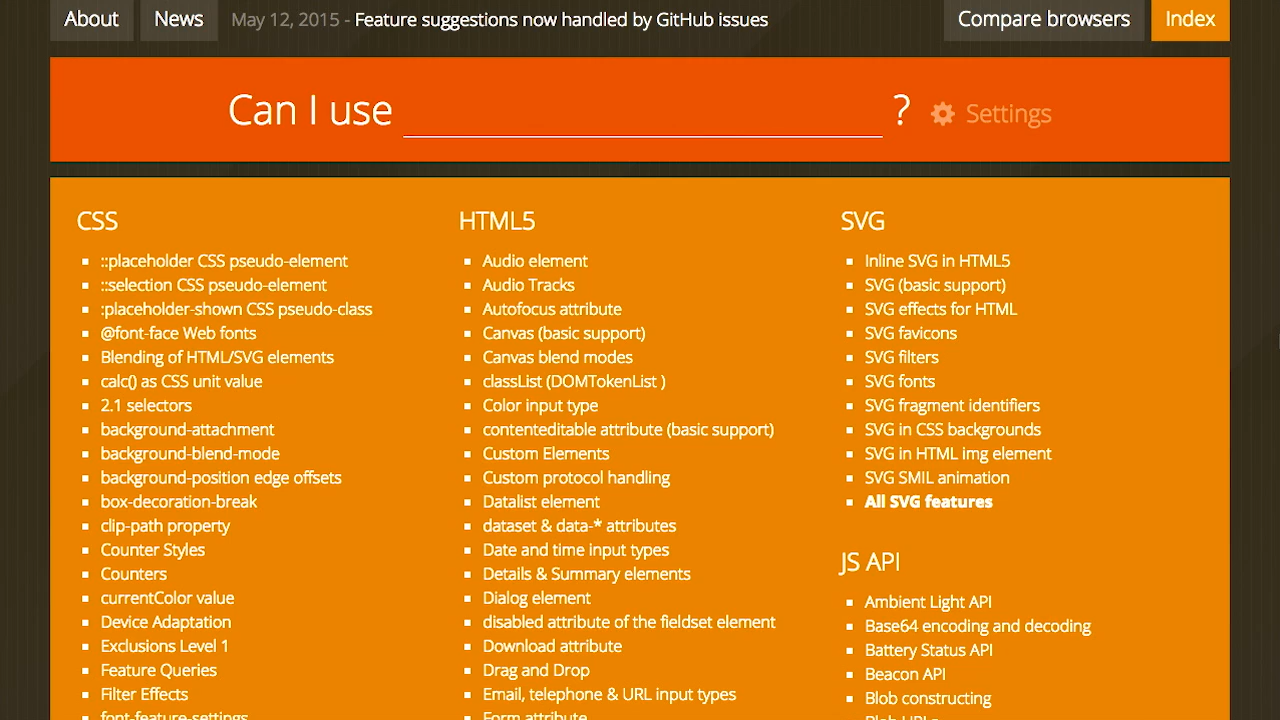 About News May 12, 2015 - Feature suggestions now handled by GitHub issues Compare browsers Index
Can I use ? Settings
CSS
::placeholder CSS pseudo-element
::selection CSS pseudo-element
:placeholder-shown CSS pseudo-class
@font-face Web fonts
Blending of HTML/SVG elements
calc() as CSS unit value
2.1 selectors
background-attachment
background-blend-mode
background-position edge offsets
box-decoration-break
clip-path property
Counter Styles
Counters
currentColor value
Device Adaptation
Exclusions Level 1
Feature Queries
Filter Effects
font-feature-settings
HTML5
Audio element
Audio Tracks
Autofocus attribute
Canvas (basic support)
Canvas blend modes
classList (DOMTokenList )
Color input type
contenteditable attribute (basic support)
Custom Elements
Custom protocol handling
Datalist element
dataset & data-* attributes
Date and time input types
Details & Summary elements
Dialog element
disabled attribute of the fieldset element
Download attribute
Drag and Drop
Email, telephone & URL input types
Form attribute
SVG
Inline SVG in HTML5
SVG (basic support)
SVG effects for HTML
SVG favicons
SVG filters
SVG fonts
SVG fragment identifiers
SVG in CSS backgrounds
SVG in HTML img element
SVG SMIL animation
All SVG features
JS API
Ambient Light API
Base64 encoding and decoding
Battery Status API
Beacon API
Blob constructing
Blob URLs